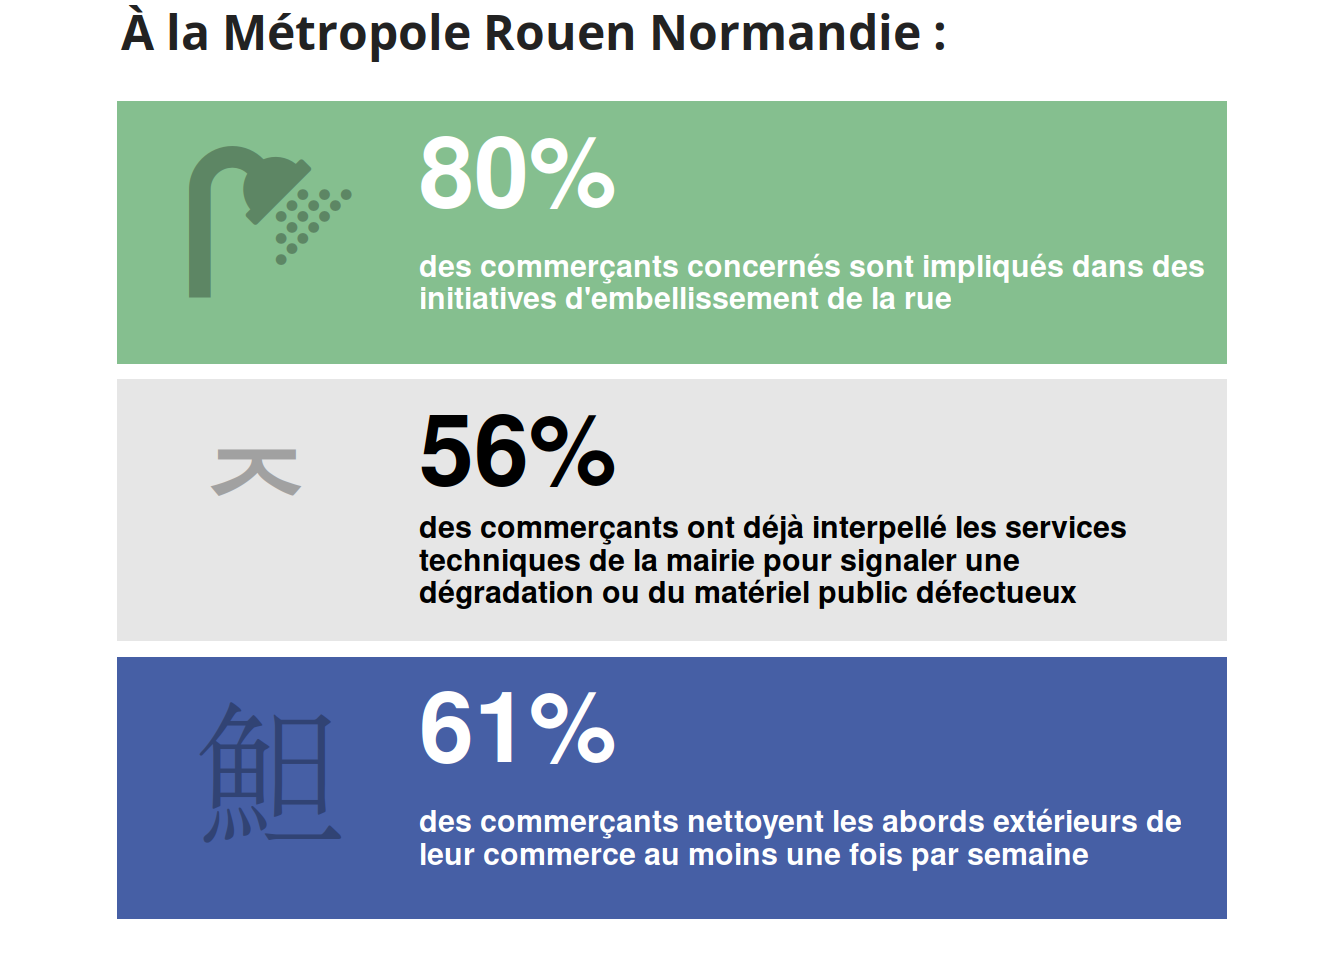 À la Métropole Rouen Normandie :
80%
des commerçants concernés sont impliqués dans des
initiatives d'embellissement de la rue
ㅈ
56%
des commerçants ont déjà interpellé les services
techniques de la mairie pour signaler une
dégradation ou du matériel public défectueux
䱇
61%
des commerçants nettoyent les abords extérieurs de
leur commerce au moins une fois par semaine